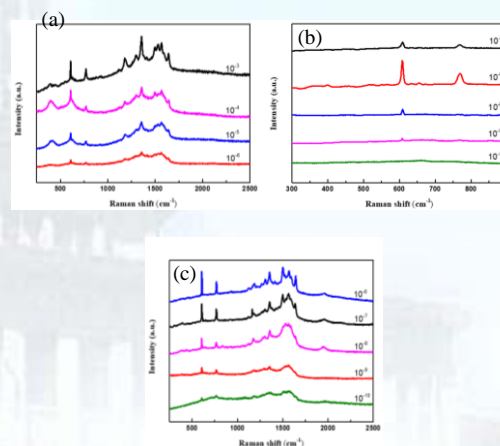 (a)
10-3
10-4
10-5
10-6
Intensity (a.u.)
500 1000 1500 2000 2500
Raman shift (cm-1)
(b)
Intensity (a.u.)
300 400 500 600 700 800
Raman shift (cm-1)
(c)
10-6
10-7
10-8
10-9
10-10
Intensity (a.u.)
500 1000 1500 2000 2500
Raman shift (cm-1)